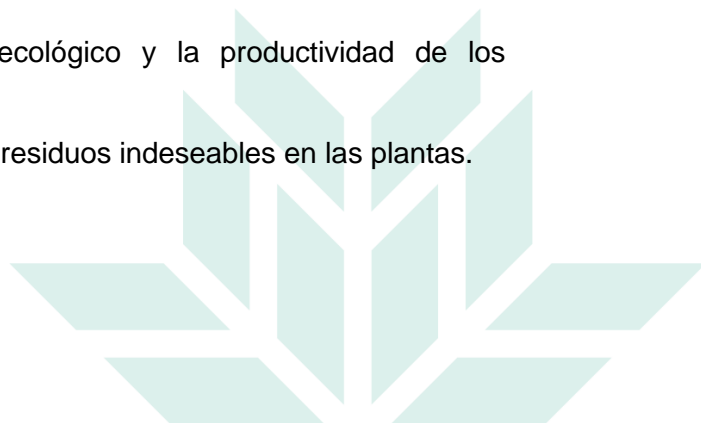 ecológico y la productividad de los
residuos indeseables en las plantas.